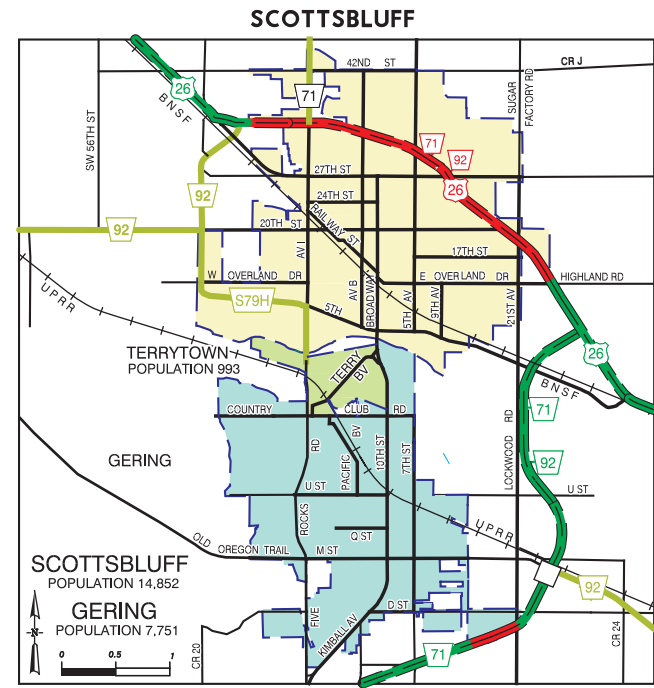 SCOTTSBLUFF
42ND ST
CR J
26
71
BNSF
SW 56TH ST
SUGAR
FACTORY RD
71
92
27TH ST
26
92
24TH ST
RAILWAY ST
92
20TH ST
AV I
17TH ST
W OVERLAND DR
E OVERLAND DR
HIGHLAND RD
UPRR
S79H
5TH
AV B
BROADWAY
5TH AV
9TH AV
21ST AV
TERRYTOWN
POPULATION 993
TERRY
BV
26
BNSF
71
COUNTRY CLUB RD
LOCKWOOD RD
GERING
RD
PACIFIC BV
10TH ST
7TH ST
92
U ST
U ST
ROCKS
UPRR
Q ST
OLD OREGON TRAIL
M ST
SCOTTSBLUFF
POPULATION 14,852
92
GERING
POPULATION 7,751
FIVE
KIMBALL AV
D ST
N
CR 20
CR 24
71
0 0.5 1